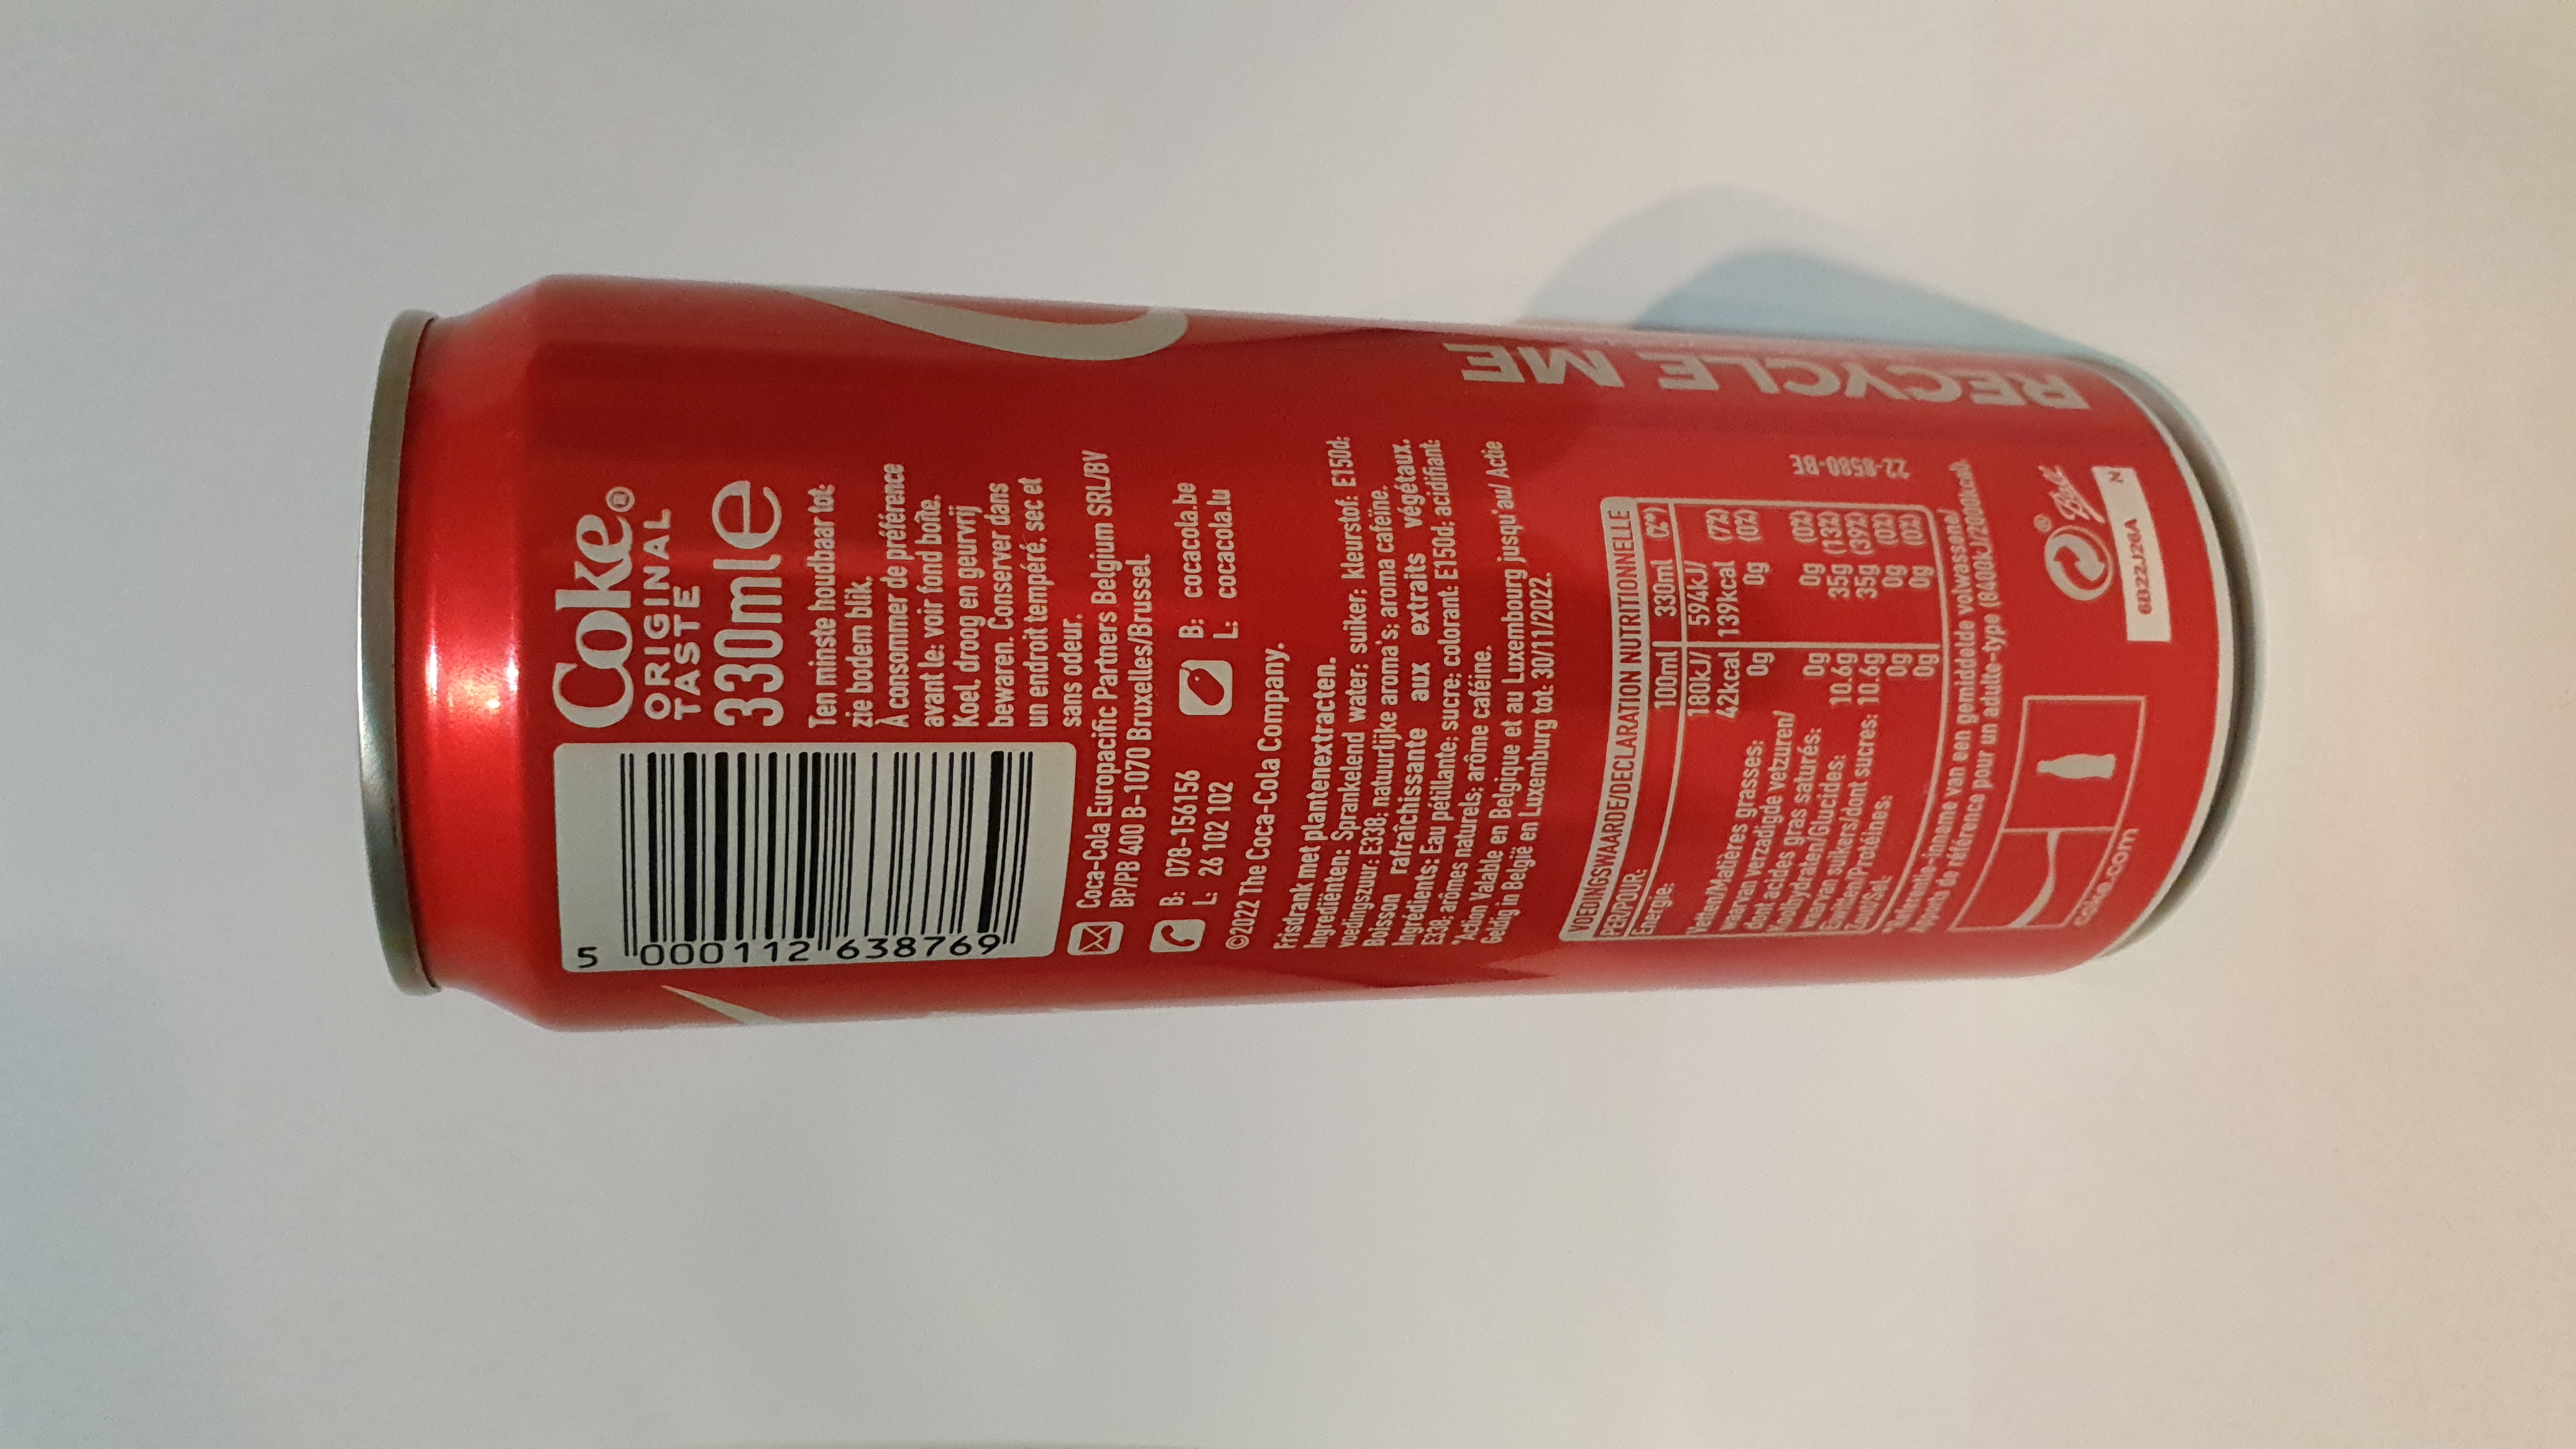 5 000112 638769
Coke®
ORIGINAL
TASTE
330ml e
Ten minste houdbaar tot:
zie bodem blik.
À consommer de préférence
avant le: voir fond boîte.
Koel, droog en geurvrij
bewaren. Conserver dans
un endroit tempéré, sec et
sans odeur.
Coca-Cola Europacific Partners Belgium SRL/BV
BP/PB 400 B-1070 Bruxelles/Brussel
B: 078-156156
L: 26 102 102
B: cocacola.be
L: cocacola.lu
©2022 The Coca-Cola Company.
Frisdrank met plantenextracten.
Ingrediënten: Sprankelend water; suiker; kleurstof: E150d;
voedingszuur: E338; natuurlijke aroma's; aroma cafeïne.
Boisson rafraîchissante aux extraits végétaux.
Ingrédients: Eau pétillante; sucre; colorant: E150d; acidifiant:
E338; arômes naturels; arôme caféine.
*Action Valable en Belgique et au Luxembourg jusqu'au/ Actie
Geldig in België en Luxemburg tot: 30/11/2022.
VOEDINGSWAARDE/DECLARATION NUTRITIONNELLE
PER/POUR: 100ml 330ml (%*)
Energie: 180kJ/ 594kJ/
42kcal 139kcal (7%)
Vetten/Matières grasses: 0g 0g (0%)
waarvan verzadigde vetzuren/
dont acides gras saturés: 0g 0g (0%)
Koolhydraten/Glucides: 10.6g 35g (13%)
waarvan suikers/dont sucres: 10.6g 35g (39%)
Eiwitten/Protéines: 0g 0g (0%)
Zout/Sel: 0g 0g (0%)
*Referentie-inname van een gemiddelde volwassene/
Apports de référence pour un adulte-type (8400kJ/2000kcal).
22-8580-BE
RECYCLE ME
coke.com
®
Ball
6B22J26A N